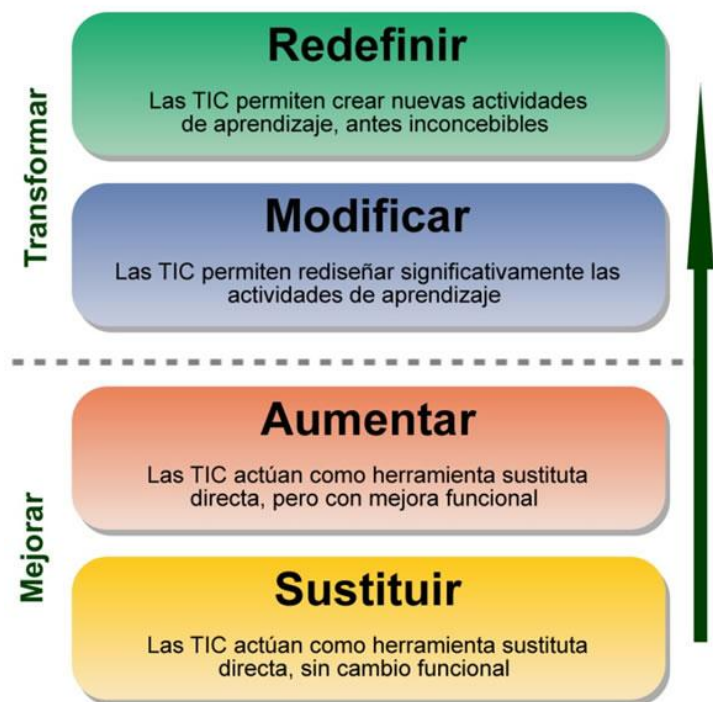 Transformar
Redefinir
Las TIC permiten crear nuevas actividades
de aprendizaje, antes inconcebibles
Modificar
Las TIC permiten rediseñar significativamente las
actividades de aprendizaje
Mejorar
Aumentar
Las TIC actúan como herramienta sustituta
directa, pero con mejora funcional
Sustituir
Las TIC actúan como herramienta sustituta
directa, sin cambio funcional